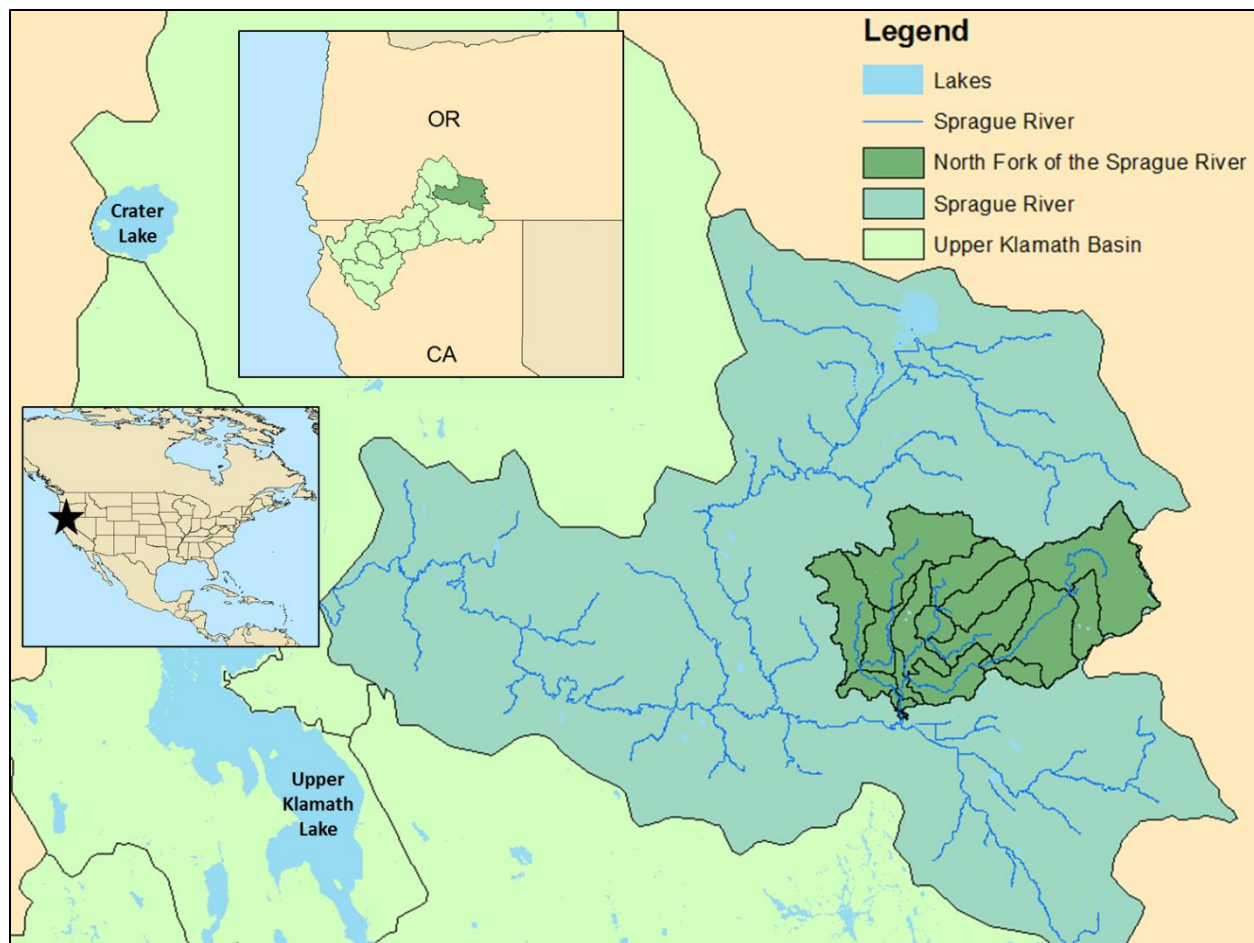 Legend
Lakes
Sprague River
North Fork of the Sprague River
Sprague River
Upper Klamath Basin
OR
CA
Crater
Lake
Upper
Klamath
Lake